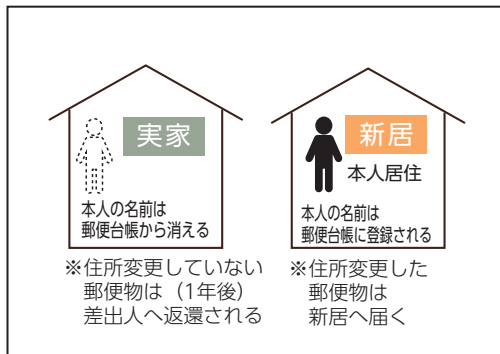 実家
本人の名前は
郵便台帳から消える
※住所変更していない
郵便物は（1年後）
差出人へ返還される
新居
本人居住
本人の名前は
郵便台帳に登録される
※住所変更した
郵便物は
新居へ届く